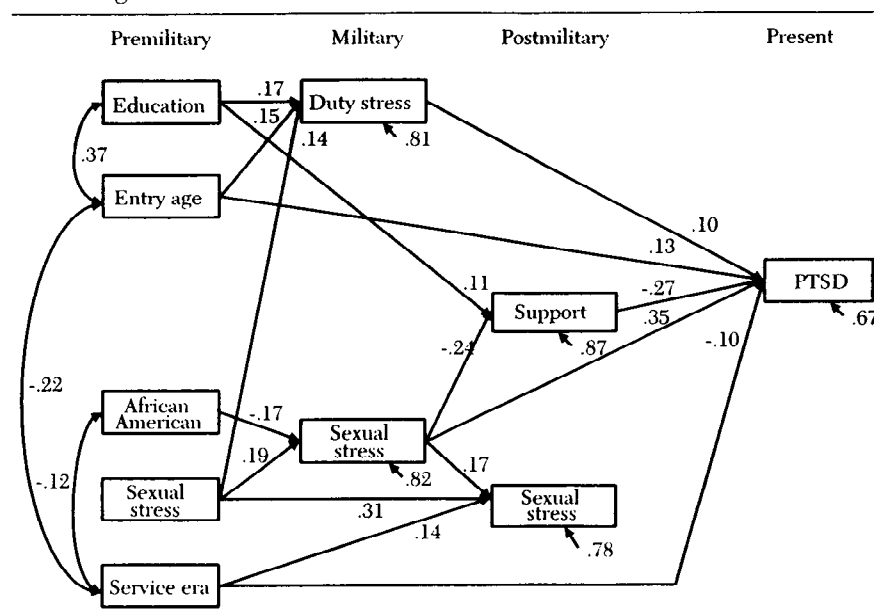 Premilitary Military Postmilitary Present
Education .17 Duty stress
.15 .14 .81
.37
Entry age .10
.13
.11 PTSD
Support -.27
.35 .67
-.24 .87 -.10
-.22
African
American -.17
Sexual
stress
.19 .82 .17
-.12 Sexual
stress .31 Sexual
stress
.14
.78
Service era